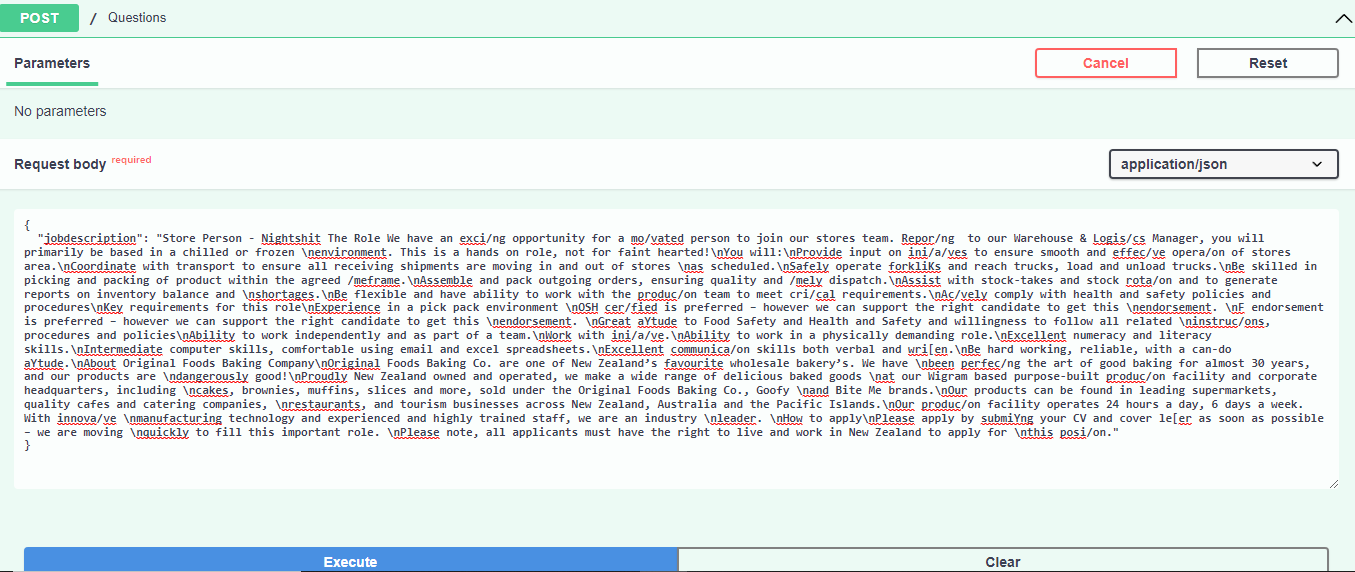 POST / Questions
Parameters
Cancel
Reset
No parameters
Request body required
application/json
{
"jobdescription": "Store Person - Nightshit The Role We have an exci/ng opportunity for a mo/vated person to join our stores team. Repor/ng  to our Warehouse & Logis/cs Manager, you will
primarily be based in a chilled or frozen \nenvironment. This is a hands on role, not for faint hearted!\nYou will:\nProvide input on ini/a/ves to ensure smooth and effec/ve opera/on of stores
area.\nCoordinate with transport to ensure all receiving shipments are moving in and out of stores \nas scheduled.\nSafely operate forkliKs and reach trucks, load and unload trucks.\nBe skilled in
picking and packing of product within the agreed /meframe.\nAssemble and pack outgoing orders, ensuring quality and /mely dispatch.\nAssist with stock-takes and stock rota/on and to generate
reports on inventory balance and \nshortages.\nBe flexible and have ability to work with the produc/on team to meet cri/cal requirements.\nAc/vely comply with health and safety policies and
procedures\nKey requirements for this role\nExperience in a pick pack environment \nOSH cer/fied is preferred – however we can support the right candidate to get this \nendorsement. \nF endorsement
is preferred – however we can support the right candidate to get this \nendorsement. \nGreat aYtude to Food Safety and Health and Safety and willingness to follow all related \ninstruc/ons,
procedures and policies\nAbility to work independently and as part of a team.\nWork with ini/a/ve.\nAbility to work in a physically demanding role.\nExcellent numeracy and literacy
skills.\nIntermediate computer skills, comfortable using email and excel spreadsheets.\nExcellent communica/on skills both verbal and wri[en.\nBe hard working, reliable, with a can-do
aYtude.\nAbout Original Foods Baking Company\nOriginal Foods Baking Co. are one of New Zealand’s favourite wholesale bakery’s. We have \nbeen perfec/ng the art of good baking for almost 30 years,
and our products are \ndangerously good!\nProudly New Zealand owned and operated, we make a wide range of delicious baked goods \nat our Wigram based purpose-built produc/on facility and corporate
headquarters, including \ncakes, brownies, muffins, slices and more, sold under the Original Foods Baking Co., Goofy \nand Bite Me brands.\nOur products can be found in leading supermarkets,
quality cafes and catering companies, \nrestaurants, and tourism businesses across New Zealand, Australia and the Pacific Islands.\nOur produc/on facility operates 24 hours a day, 6 days a week.
With innova/ve \nmanufacturing technology and experienced and highly trained staff, we are an industry \nleader. \nHow to apply\nPlease apply by submiYng your CV and cover le[er as soon as possible
– we are moving \nquickly to fill this important role. \nPlease note, all applicants must have the right to live and work in New Zealand to apply for \nthis posi/on."
}
Execute
Clear